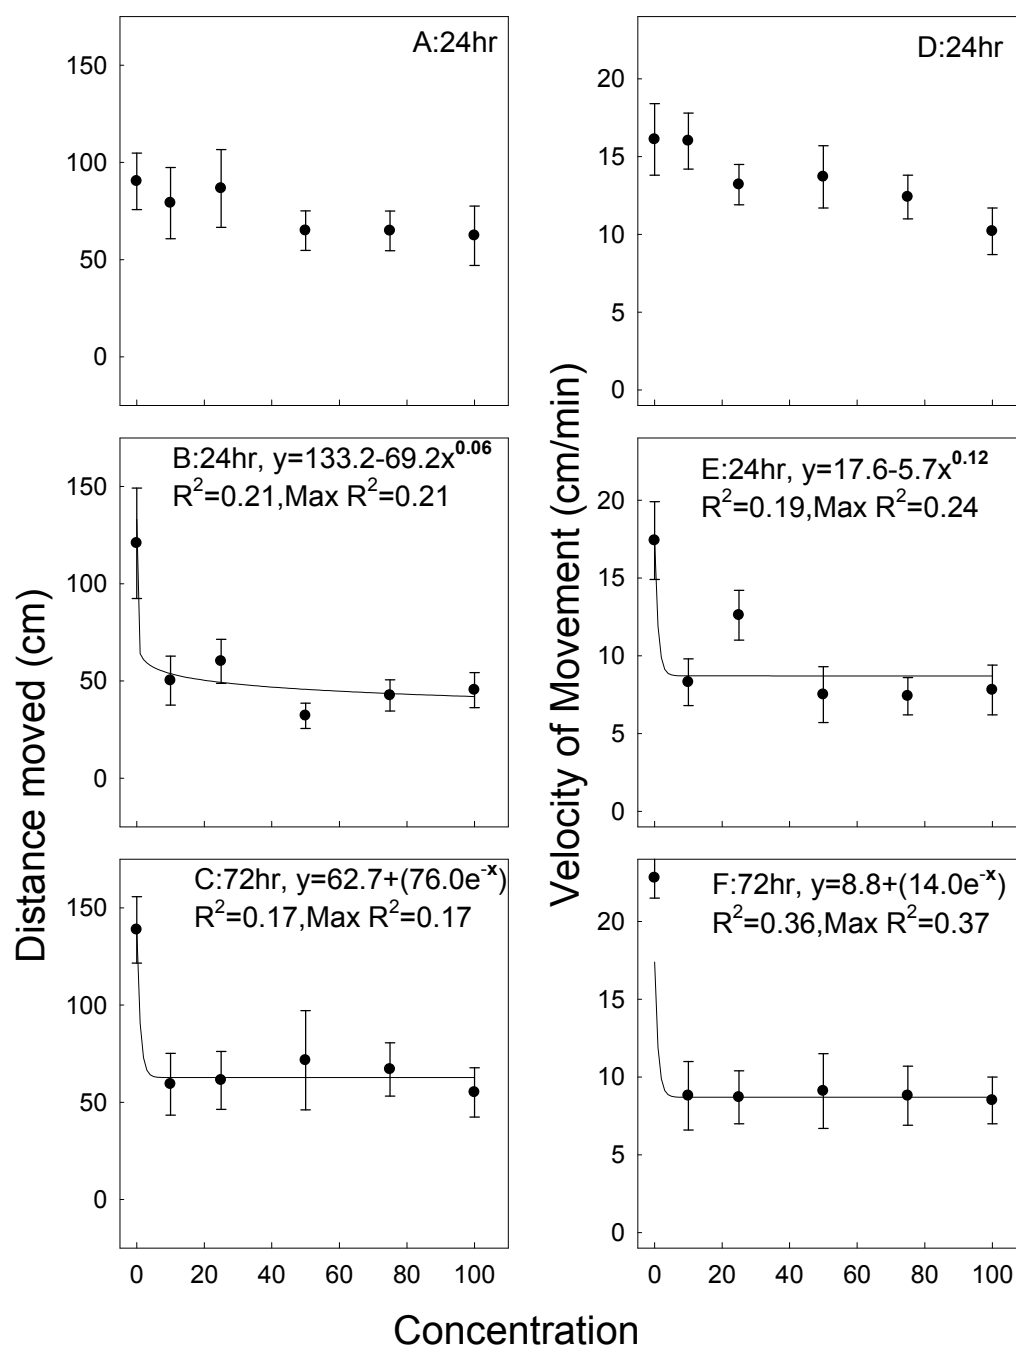 A:24hr
150
100
50
0
D:24hr
20
15
10
5
0
B:24hr, y=133.2-69.2x^0.06
R²=0.21,Max R²=0.21
150
100
50
0
E:24hr, y=17.6-5.7x^0.12
R²=0.19,Max R²=0.24
20
15
10
5
0
C:72hr, y=62.7+(76.0e^-x)
R²=0.17,Max R²=0.17
150
100
50
0
F:72hr, y=8.8+(14.0e^-x)
R²=0.36,Max R²=0.37
20
15
10
5
0
0 20 40 60 80 100
0 20 40 60 80 100
Distance moved (cm)
Velocity of Movement (cm/min)
Concentration